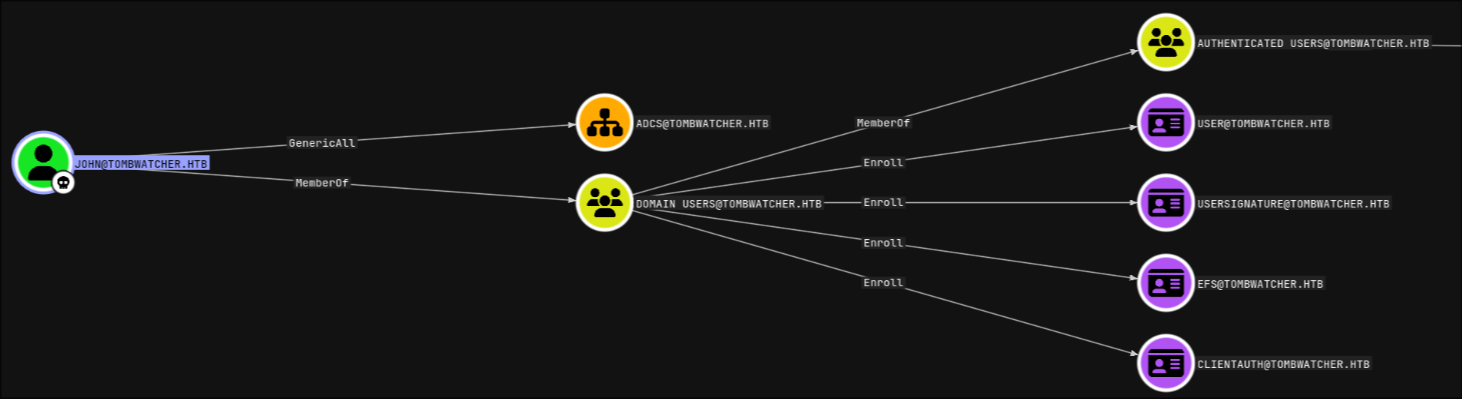 AUTHENTICATED USERS@TOMBWATCHER.HTB
ADCS@TOMBWATCHER.HTB
MemberOf
USER@TOMBWATCHER.HTB
GenericAll
JOHN@TOMBWATCHER.HTB
Enroll
MemberOf
DOMAIN USERS@TOMBWATCHER.HTB
Enroll
USERSIGNATURE@TOMBWATCHER.HTB
Enroll
EFS@TOMBWATCHER.HTB
Enroll
CLIENTAUTH@TOMBWATCHER.HTB